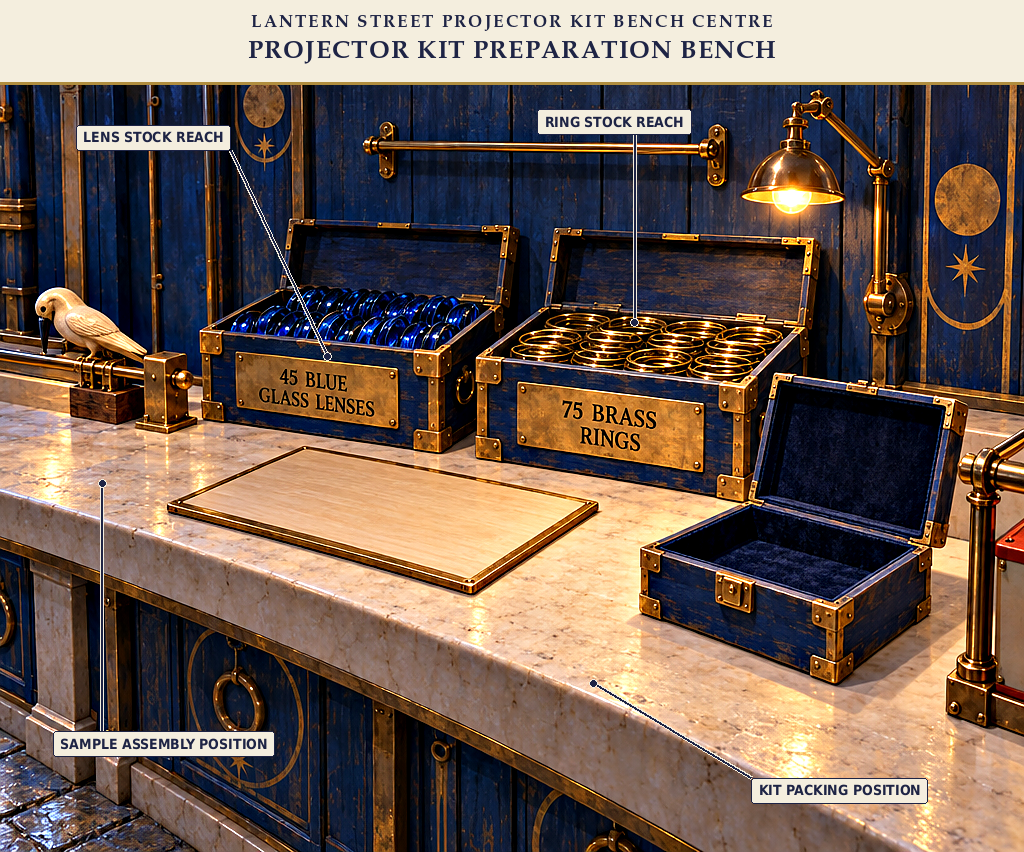 LANTERN STREET PROJECTOR KIT BENCH CENTRE
PROJECTOR KIT PREPARATION BENCH
RING STOCK REACH
LENS STOCK REACH
45 BLUE
GLASS LENSES
75 BRASS
RINGS
SAMPLE ASSEMBLY POSITION
KIT PACKING POSITION